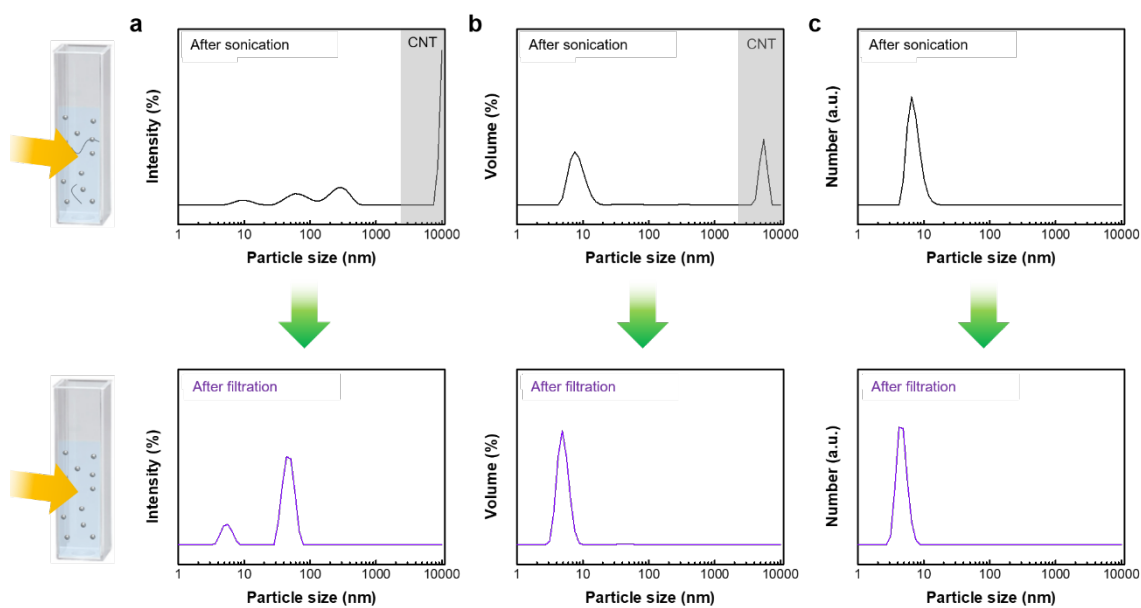 a
After sonication
CNT
Intensity (%)
1 10 100 1000 10000
Particle size (nm)
b
After sonication
CNT
Volume (%)
1 10 100 1000 10000
Particle size (nm)
c
After sonication
Number (a.u.)
1 10 100 1000 10000
Particle size (nm)
After filtration
Intensity (%)
1 10 100 1000 10000
Particle size (nm)
After filtration
Volume (%)
1 10 100 1000 10000
Particle size (nm)
After filtration
Number (a.u.)
1 10 100 1000 10000
Particle size (nm)